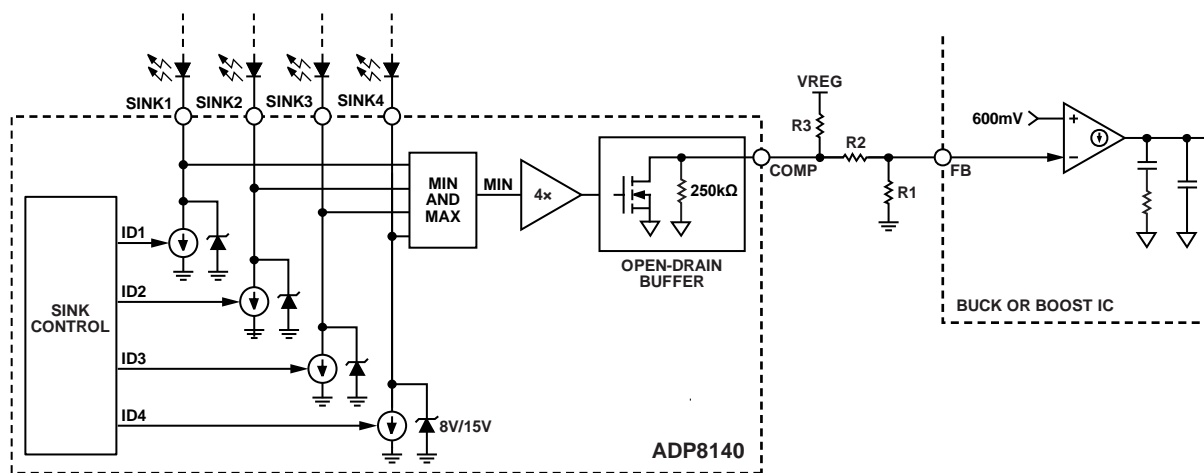 SINK1
SINK2
SINK3
SINK4
VREG
R3
R2
R1
COMP
FB
600mV
+
–
MIN
AND
MAX
MIN
4×
250kΩ
OPEN-DRAIN
BUFFER
SINK
CONTROL
ID1
ID2
ID3
ID4
8V/15V
ADP8140
BUCK OR BOOST IC